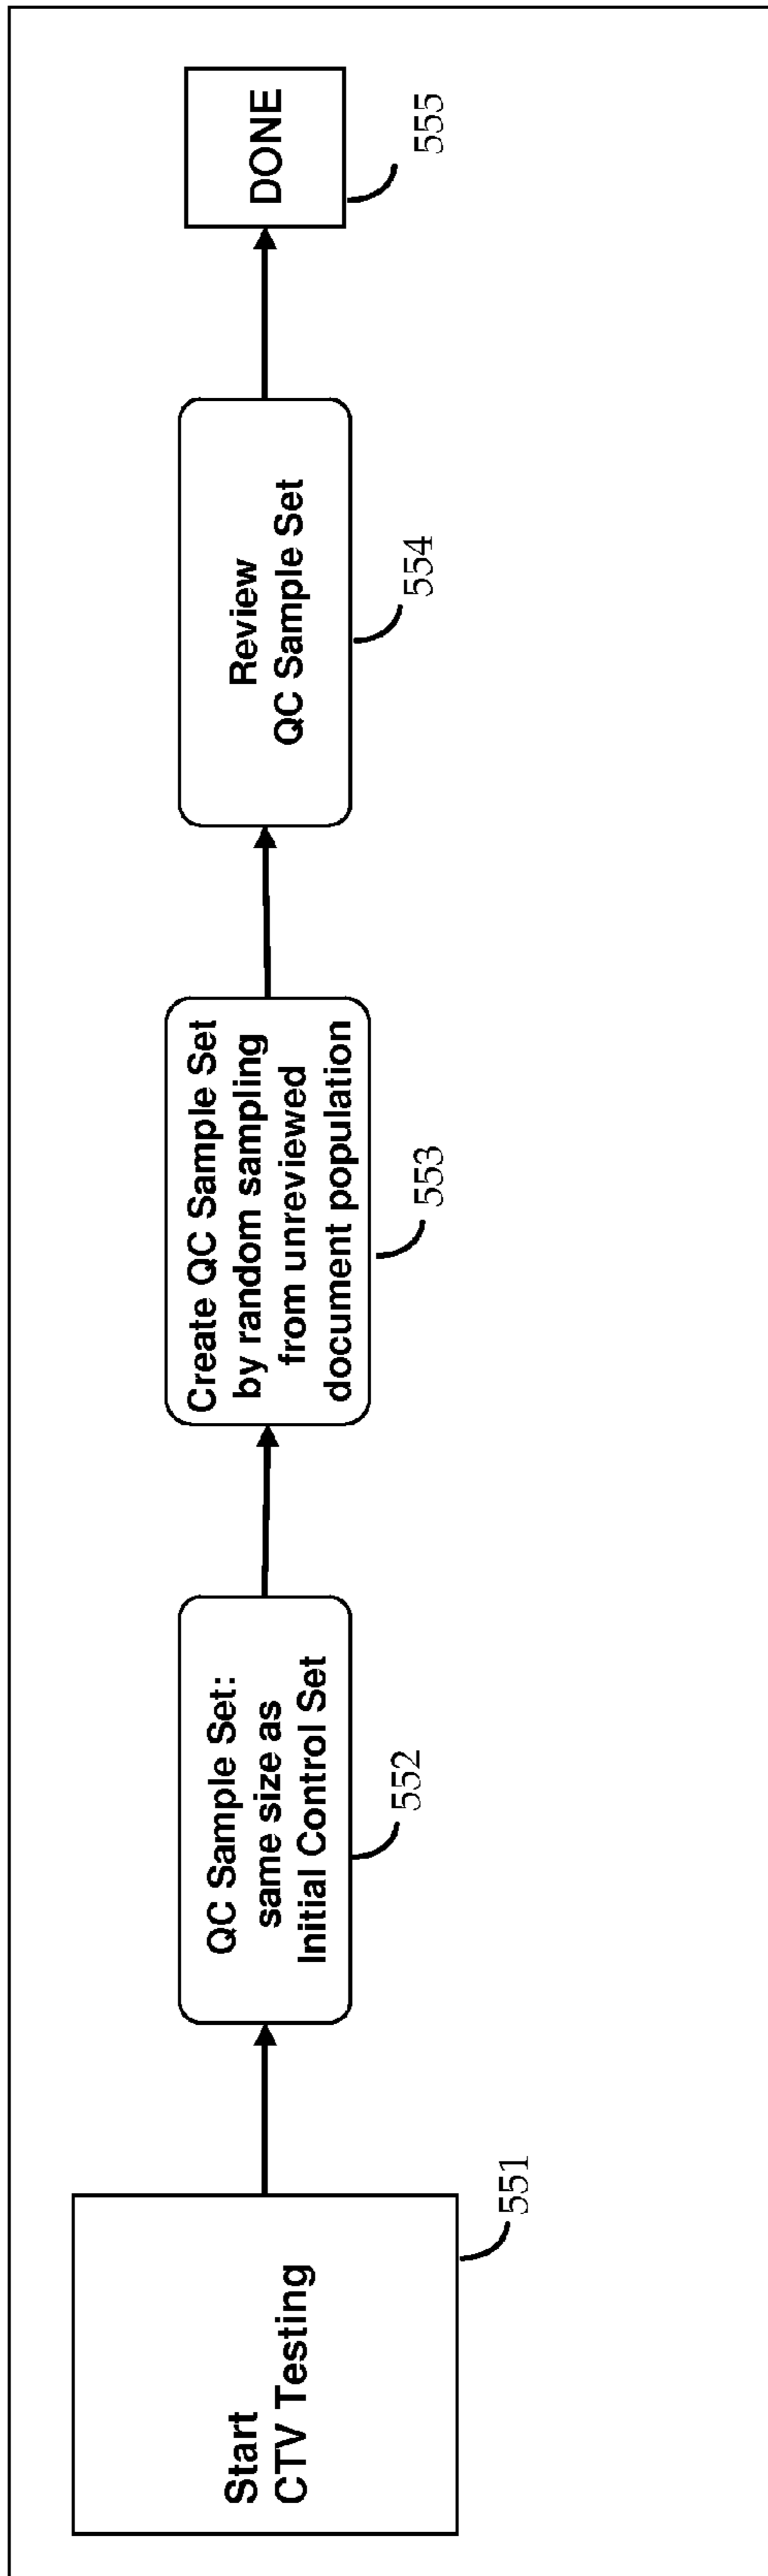 Start
CTV Testing
551
QC Sample Set:
same size as
Initial Control Set
552
Create QC Sample Set
by random sampling
from unreviewed
document population
553
Review
QC Sample Set
554
DONE
555